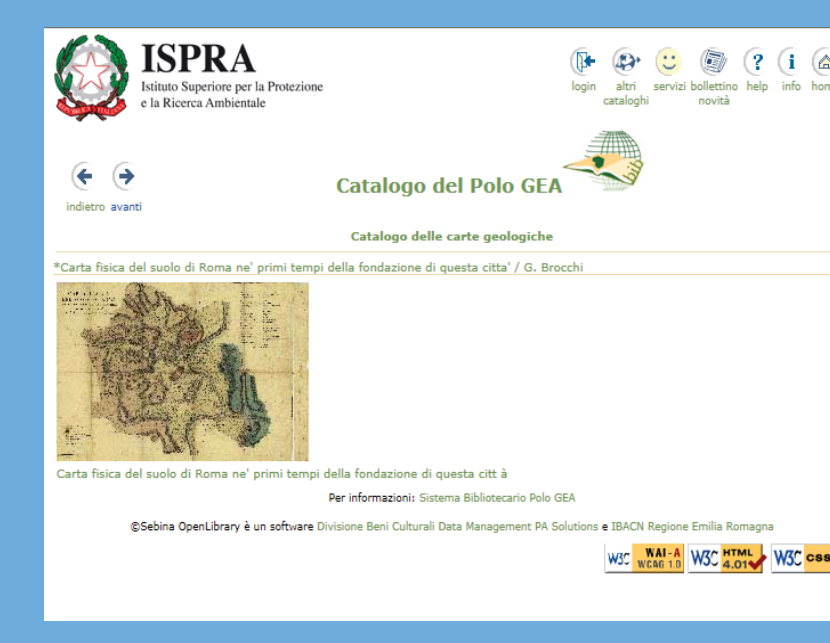 ISPRA
Istituto Superiore per la Protezione
e la Ricerca Ambientale
login
altri cataloghi
servizi
bollettino novità
help
info
hom
indietro
avanti
Catalogo del Polo GEA
bib
Catalogo delle carte geologiche
*Carta fisica del suolo di Roma ne' primi tempi della fondazione di questa citta' / G. Brocchi
Carta fisica del suolo di Roma ne' primi tempi della fondazione di questa citt à
Per informazioni: Sistema Bibliotecario Polo GEA
©Sebina OpenLibrary è un software Divisione Beni Culturali Data Management PA Solutions e IBACN Regione Emilia Romagna
W3C WAI-A WCAG 1.0
W3C HTML 4.01
W3C css